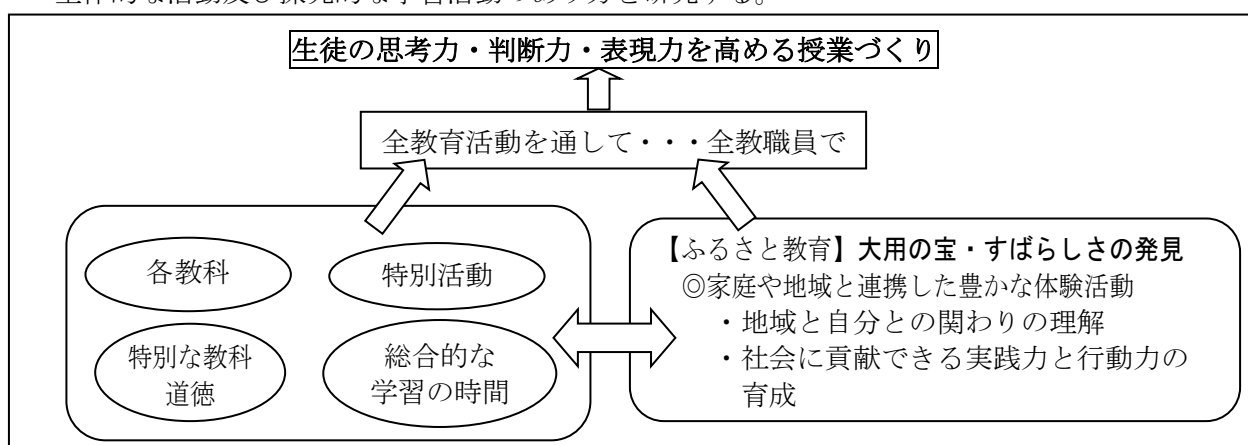 生徒の思考力・判断力・表現力を高める授業づくり
全教育活動を通して・・・全教職員で
各教科
特別活動
特別な教科
道徳
総合的な
学習の時間
【ふるさと教育】大用の宝・すばらしさの発見
◎家庭や地域と連携した豊かな体験活動
・地域と自分との関わりの理解
・社会に貢献できる実践力と行動力の
育成